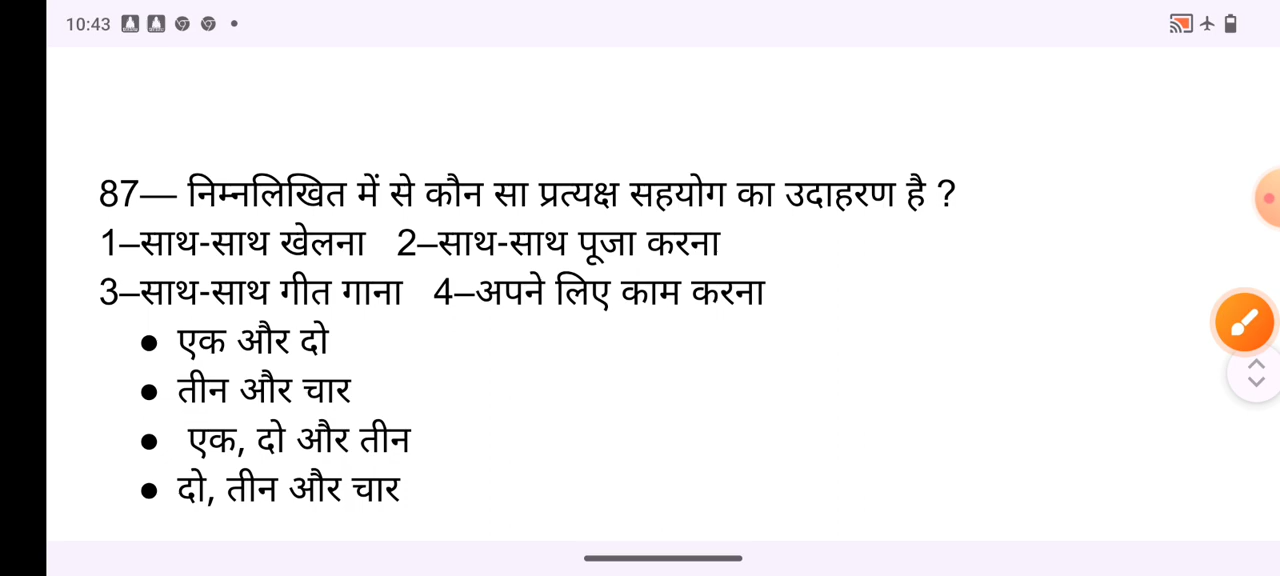 10:43
87— निम्नलिखित में से कौन सा प्रत्यक्ष सहयोग का उदाहरण है ?
1–साथ-साथ खेलना 2–साथ-साथ पूजा करना
3–साथ-साथ गीत गाना 4–अपने लिए काम करना
● एक और दो
● तीन और चार
● एक, दो और तीन
● दो, तीन और चार